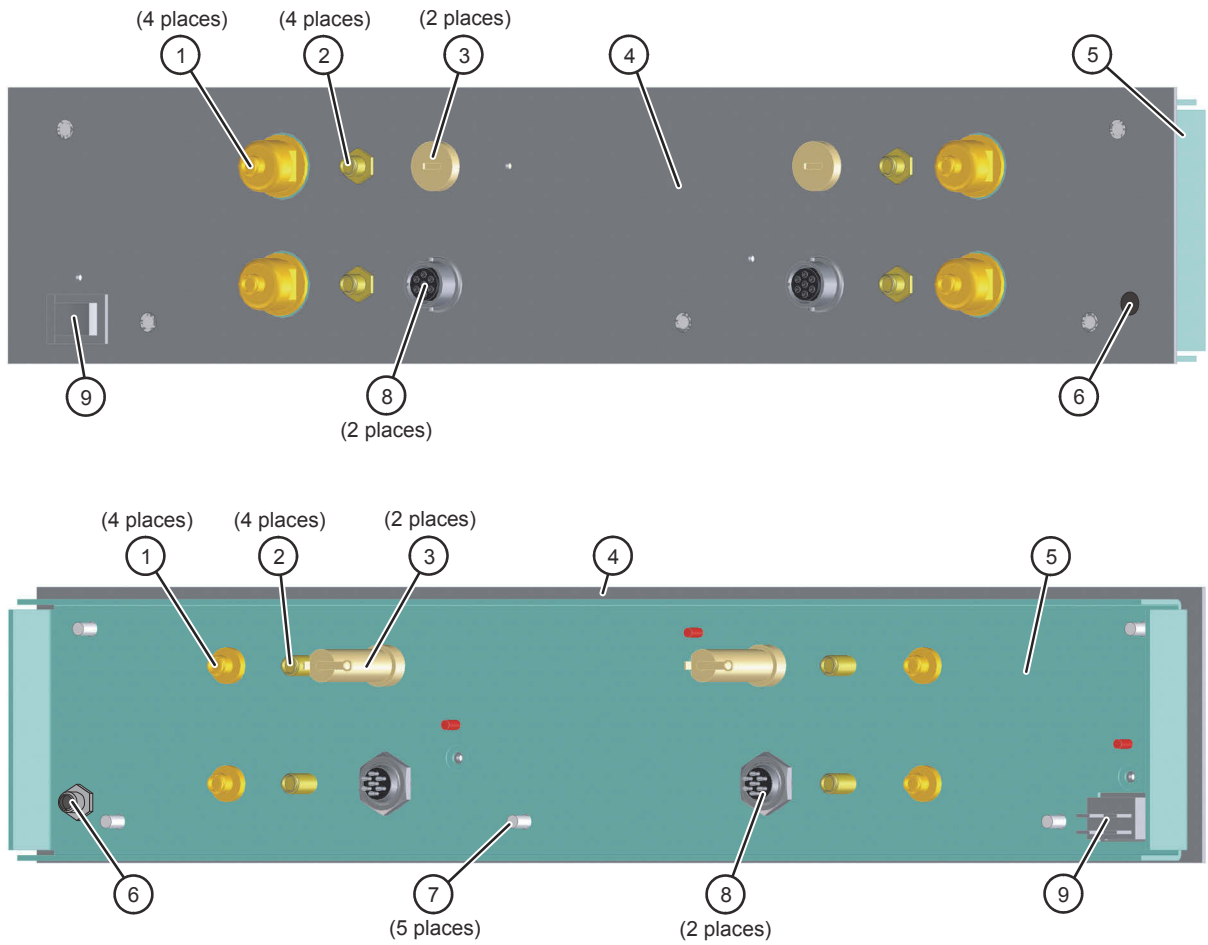 (4 places) (4 places) (2 places)
1 2 3 4 5
9 8 6
(2 places)
(4 places) (4 places) (2 places)
1 2 3 4 5
6 7 8 9
(5 places) (2 places)